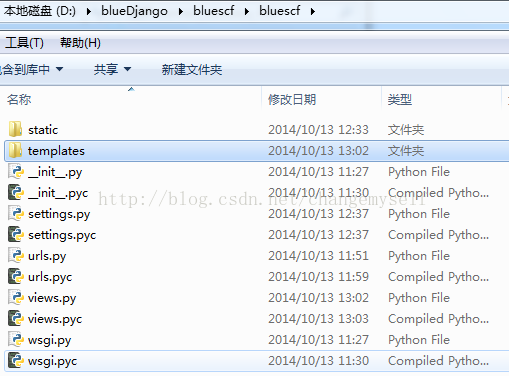 本地磁盘 (D:) ▸ blueDjango ▸ bluescf ▸ bluescf ▸
工具(T) 帮助(H)
含到库中 共享 新建文件夹
名称 修改日期 类型
static 2014/10/13 12:33 文件夹
templates 2014/10/13 13:02 文件夹
__init__.py 2014/10/13 11:27 Python File
__init__.pyc 2014/10/13 11:30 Compiled Pytho...
http://blog.csdn.net/changemyself
settings.py 2014/10/13 12:37 Python File
settings.pyc 2014/10/13 12:37 Compiled Pytho...
urls.py 2014/10/13 11:51 Python File
urls.pyc 2014/10/13 11:59 Compiled Pytho...
views.py 2014/10/13 13:02 Python File
views.pyc 2014/10/13 13:03 Compiled Pytho...
wsgi.py 2014/10/13 11:27 Python File
wsgi.pyc 2014/10/13 11:30 Compiled Pytho...